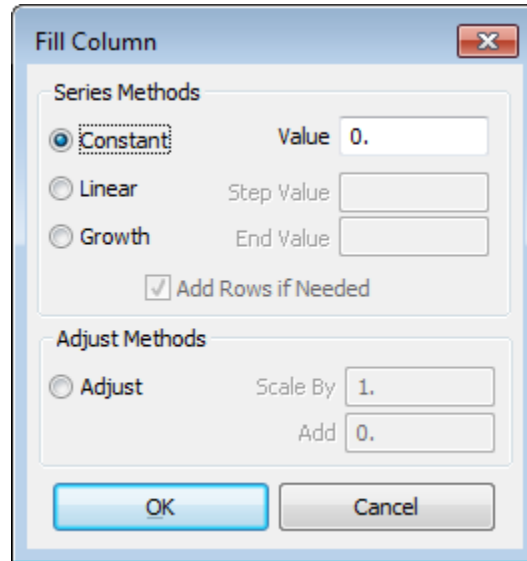 Fill Column
Series Methods
Constant Value 0.
Linear Step Value
Growth End Value
Add Rows if Needed
Adjust Methods
Adjust Scale By 1.
Add 0.
OK Cancel